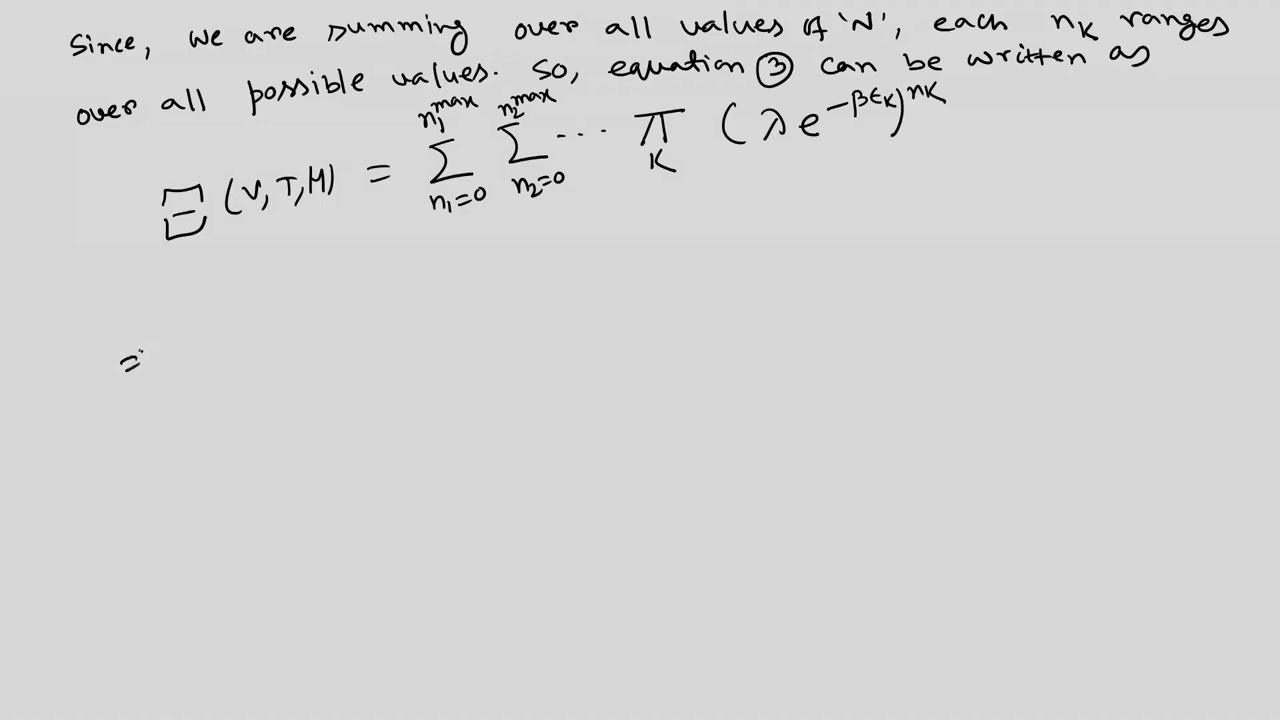 Since, we are summing over all values of 'N', each n_K ranges
over all possible values. So, equation ③ can be written as
Ξ (V, T, M) = Σ_{n_1=0}^{n_1^{max}} Σ_{n_2=0}^{n_2^{max}} ... π_K (λ e^{-βϵ_K})^{n_K}
=